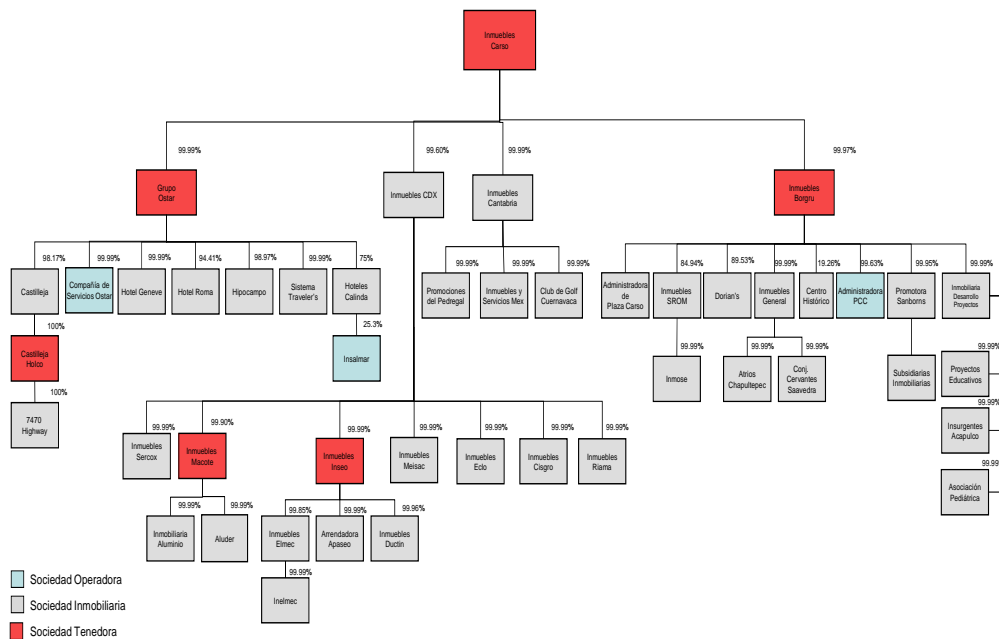 Inmuebles
Carso
99.99%
99.60%
99.99%
99.97%
Grupo
Ostar
Inmuebles CDX
Inmuebles
Cantabria
Inmuebles
Borgru
98.17%
99.99%
99.99%
94.41%
98.97%
99.99%
75%
Castilleja
Compañía de
Servicios Ostar
Hotel Geneve
Hotel Roma
Hipocampo
Sistema
Traveler's
Hoteles
Calinda
99.99%
99.99%
99.99%
Promociones
del Pedregal
Inmuebles y
Servicios Mex
Club de Golf
Cuernavaca
84.94%
89.53%
99.99%
19.26%
99.63%
99.95%
99.99%
Administradora
de
Plaza Carso
Inmuebles
SROM
Dorian's
Inmuebles
General
Centro
Histórico
Administradora
PCC
Promotora
Sanborns
Inmobiliaria
Desarrollo
Proyectos
100%
Castilleja
Holco
25.3%
Insalmar
99.99%
Inmose
99.99%
Atrios
Chapultepec
99.99%
Conj.
Cervantes
Saavedra
Subsidiarias
Inmobiliarias
99.99%
Proyectos
Educativos
99.99%
Insurgentes
Acapulco
99.99%
Asociación
Pediátrica
100%
7470
Highway
99.99%
99.90%
99.99%
99.99%
99.99%
99.99%
99.99%
Inmuebles
Sercox
Inmuebles
Macote
Inmuebles
Inseo
Inmuebles
Meisac
Inmuebles
Eclo
Inmuebles
Cisgro
Inmuebles
Riama
99.99%
99.99%
99.85%
99.99%
99.96%
Inmobiliaria
Aluminio
Aluder
Inmuebles
Elmec
Arrendadora
Apaseo
Inmuebles
Ductin
99.99%
Inelmec
Sociedad Operadora
Sociedad Inmobiliaria
Sociedad Tenedora